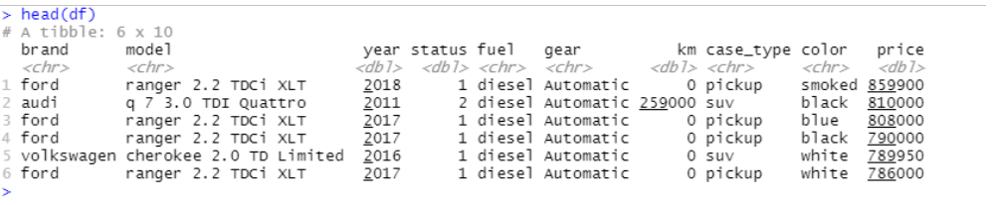 > head(df)
# A tibble: 6 x 10
  brand      model                    year status fuel   gear          km case_type color   price
  <chr>      <chr>                   <dbl>  <dbl> <chr>  <chr>      <dbl> <chr>     <chr>   <dbl>
1 ford       ranger 2.2 TDCi XLT      2018      1 diesel Automatic      0 pickup    smoked 859900
2 audi       q 7 3.0 TDI Quattro      2011      2 diesel Automatic 259000 suv       black  810000
3 ford       ranger 2.2 TDCi XLT      2017      1 diesel Automatic      0 pickup    blue   808000
4 ford       ranger 2.2 TDCi XLT      2017      1 diesel Automatic      0 pickup    black  790000
5 volkswagen cherokee 2.0 TD Limited  2016      1 diesel Automatic      0 suv       white  789950
6 ford       ranger 2.2 TDCi XLT      2017      1 diesel Automatic      0 pickup    white  786000
>